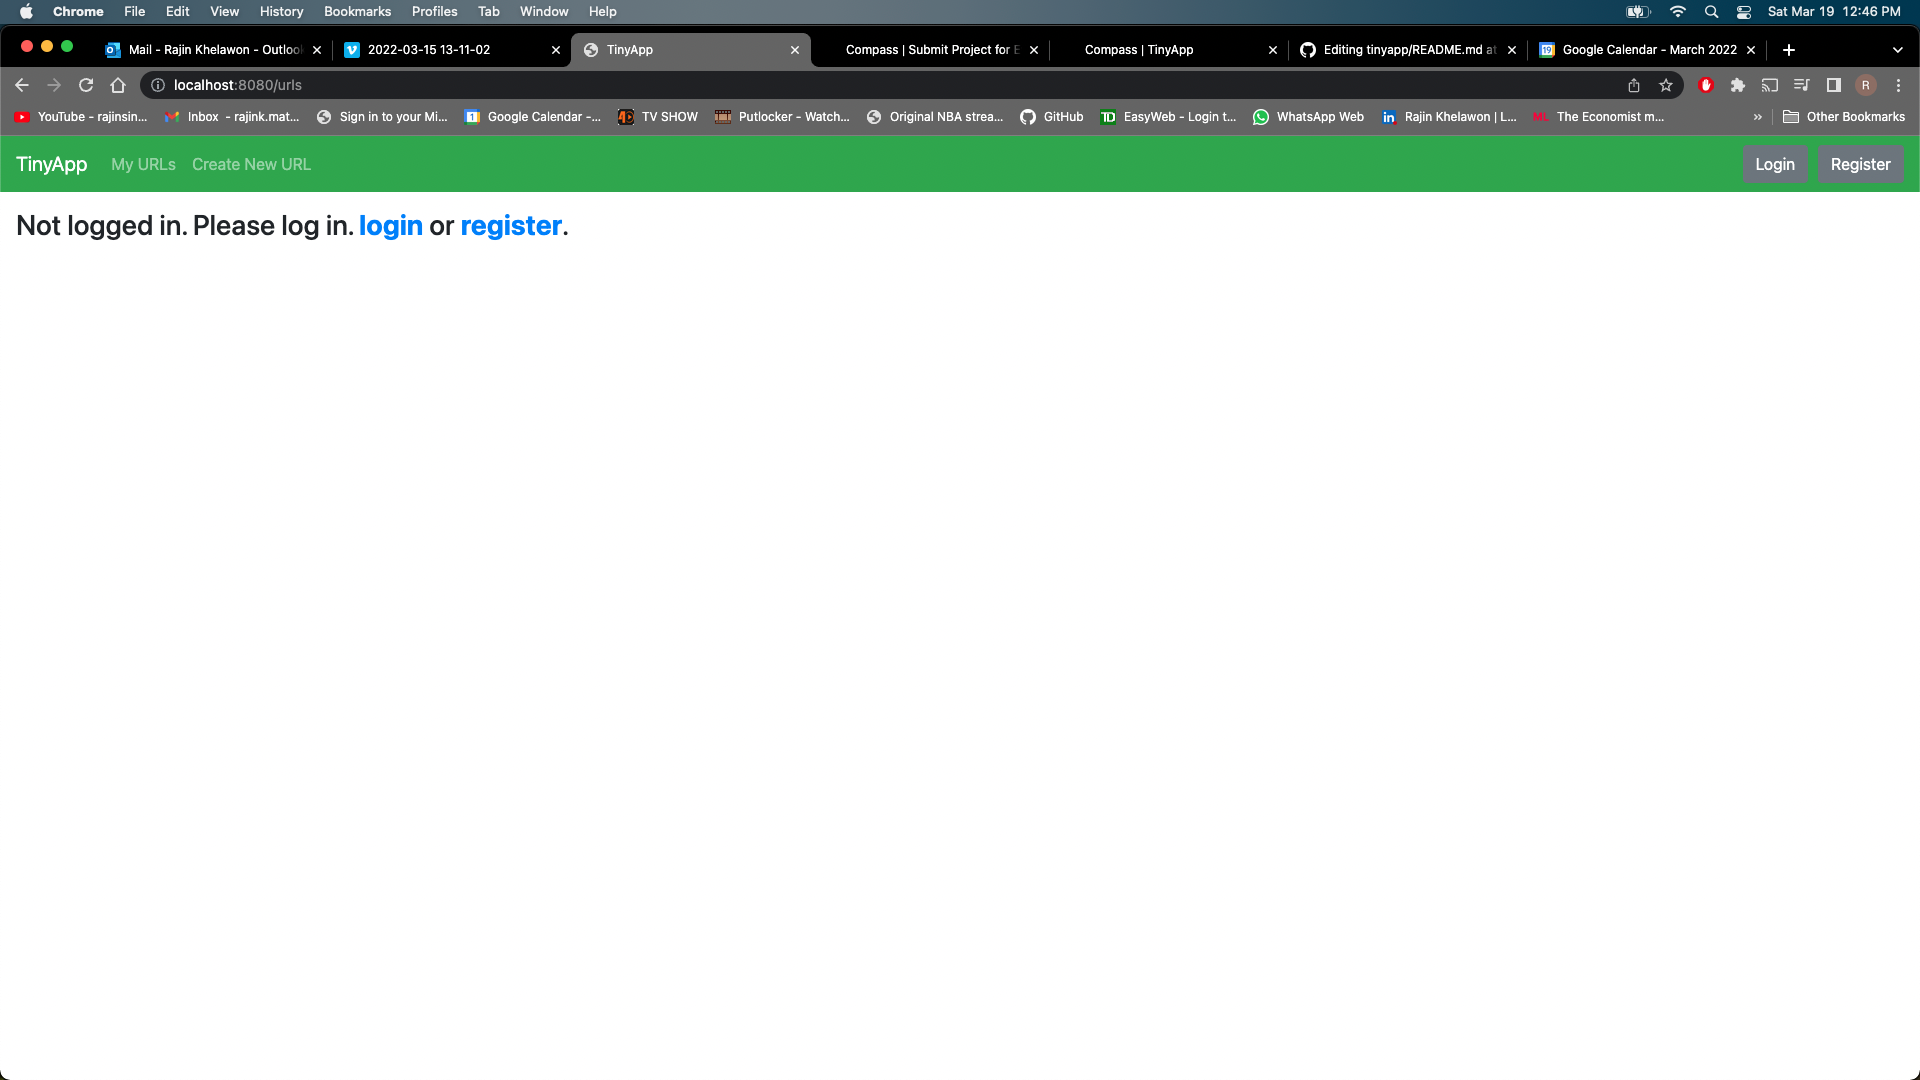 Chrome File Edit View History Bookmarks Profiles Tab Window Help Sat Mar 19 12:46 PM
Mail - Rajin Khelawon - Outloo 2022-03-15 13-11-02 TinyApp Compass | Submit Project for E Compass | TinyApp Editing tinyapp/README.md at Google Calendar - March 2022
localhost:8080/urls R
YouTube - rajinsin... Inbox - rajink.mat... Sign in to your Mi... Google Calendar -... TV SHOW Putlocker - Watch... Original NBA strea... GitHub EasyWeb - Login t... WhatsApp Web Rajin Khelawon | L... The Economist m... » Other Bookmarks
TinyApp My URLs Create New URL Login Register
Not logged in. Please log in. login or register.